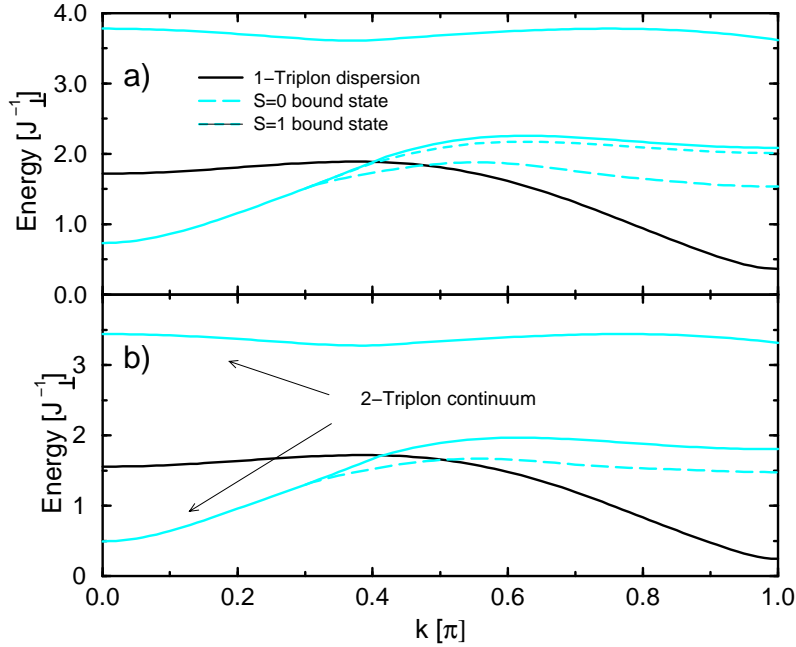 4.0
3.0
2.0
1.0
0.0
Energy [J⊥⁻¹]
a)
1−Triplon dispersion
S=0 bound state
S=1 bound state
3
2
1
0
Energy [J⊥⁻¹]
b)
2−Triplon continuum
0.0 0.2 0.4 0.6 0.8 1.0
k [π]